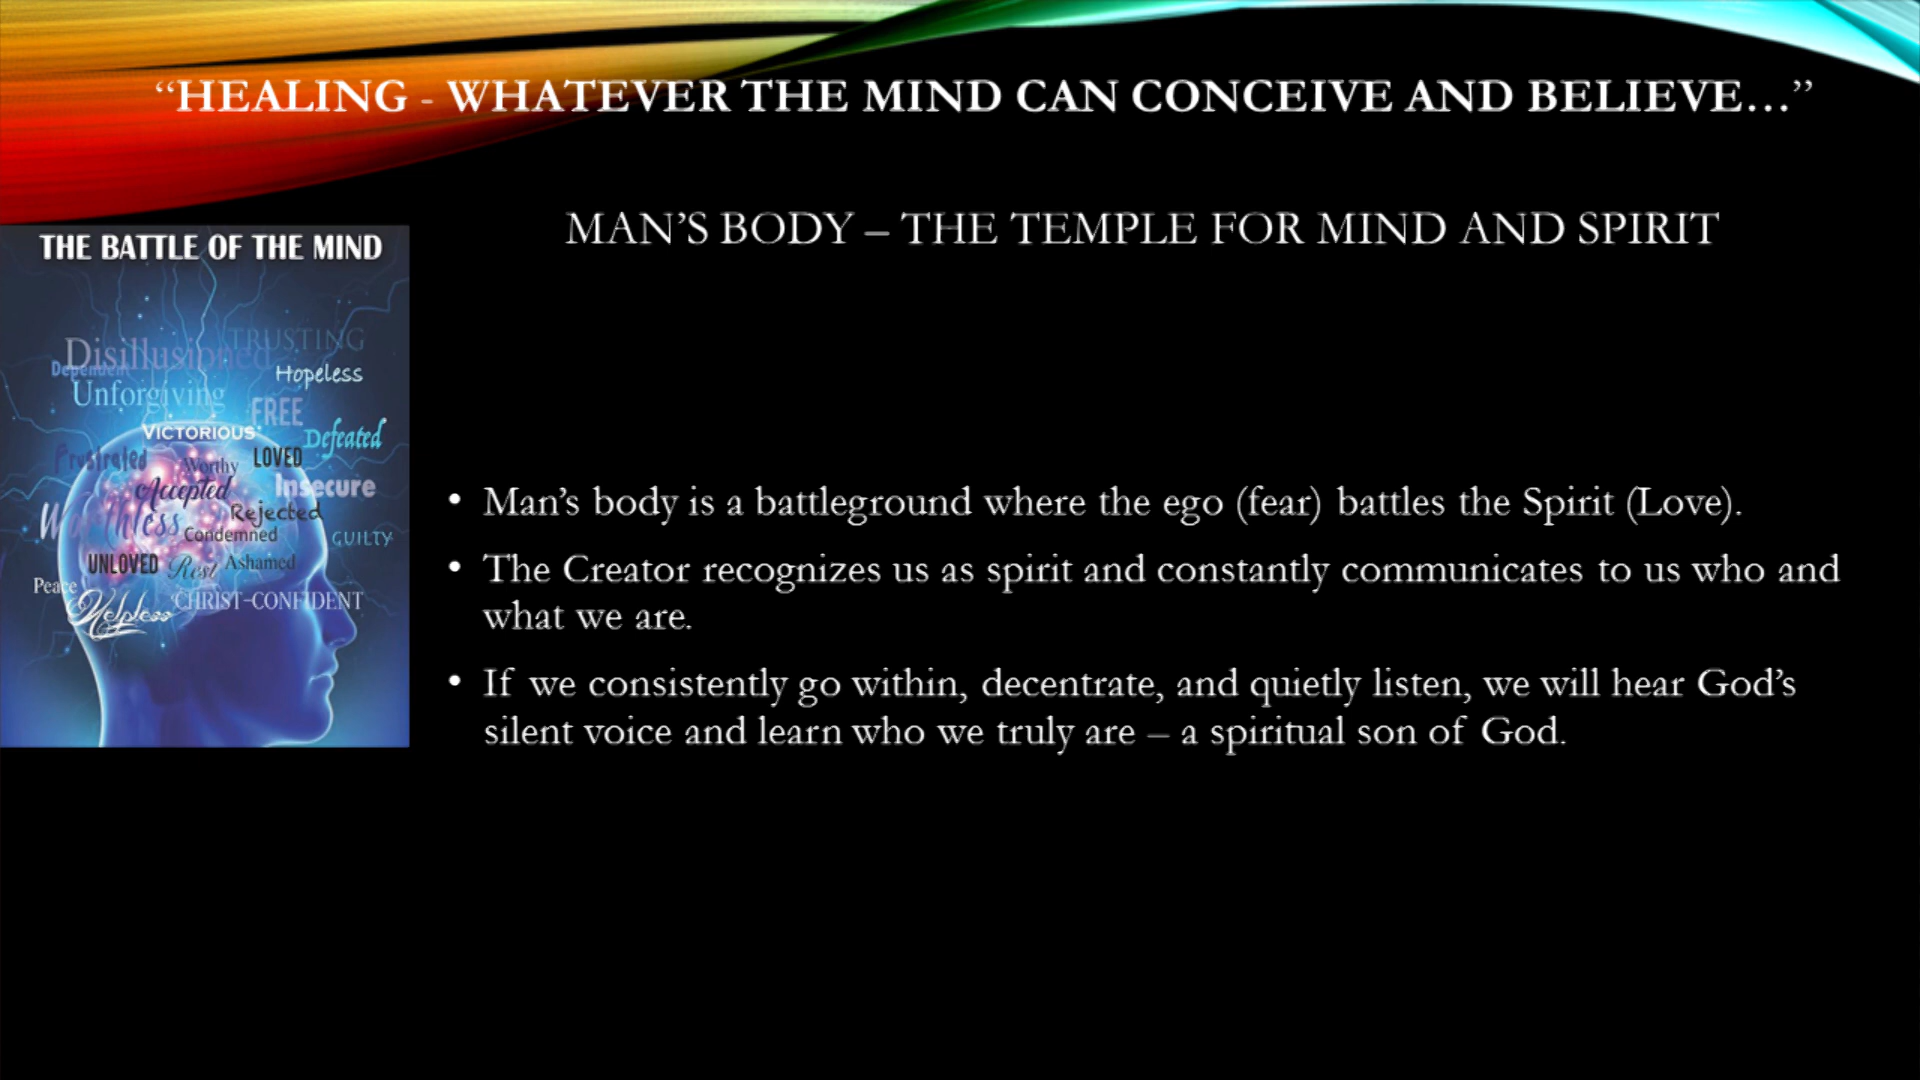 “HEALING - WHATEVER THE MIND CAN CONCEIVE AND BELIEVE…”
MAN’S BODY – THE TEMPLE FOR MIND AND SPIRIT
THE BATTLE OF THE MIND
TRUSTING
Disillusioned
Dependent
Hopeless
Unforgiving
FREE
VICTORIOUS
Defeated
Frustrated
Worthy
LOVED
Accepted
Insecure
Worthless
Rejected
Condemned
GUILTY
UNLOVED
Rest
Ashamed
Peace
Helpless
CHRIST-CONFIDENT
• Man’s body is a battleground where the ego (fear) battles the Spirit (Love).
• The Creator recognizes us as spirit and constantly communicates to us who and
what we are.
• If we consistently go within, decentrate, and quietly listen, we will hear God’s
silent voice and learn who we truly are – a spiritual son of God.